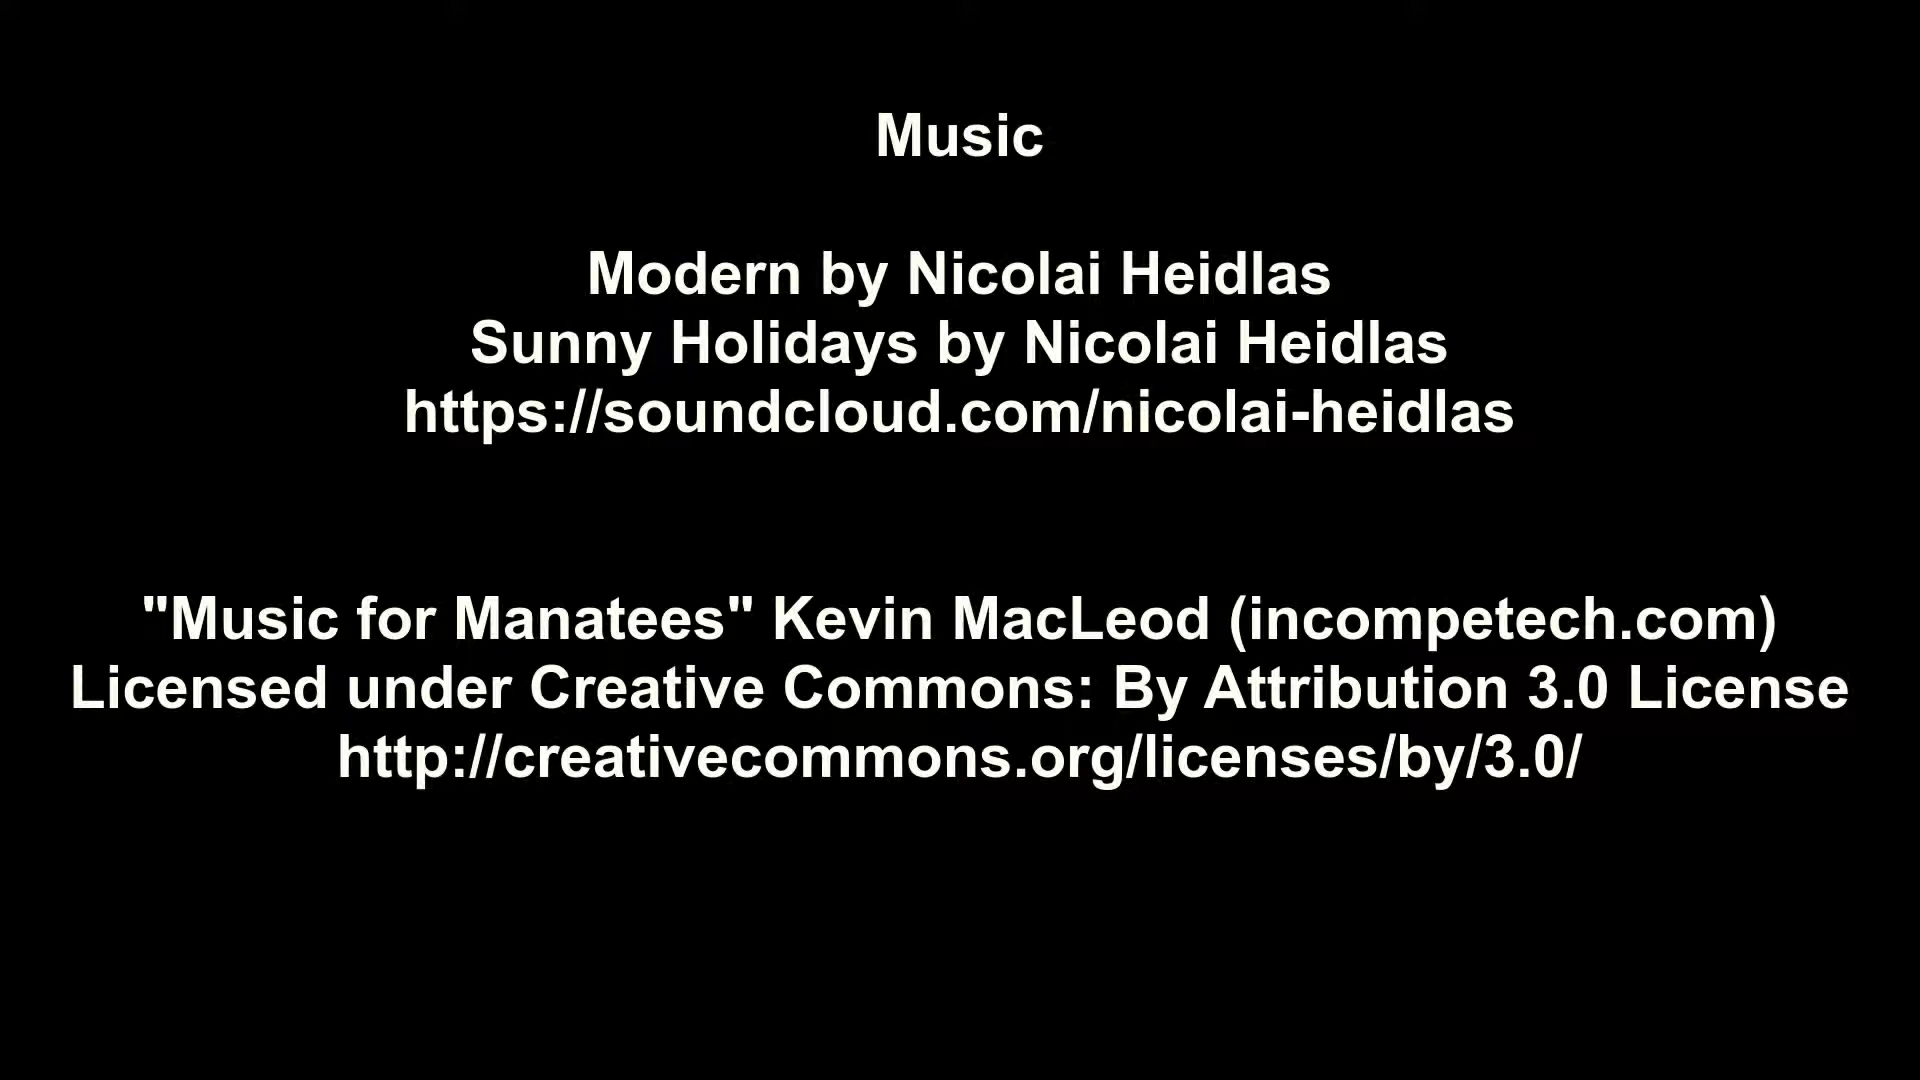 Music
Modern by Nicolai Heidlas
Sunny Holidays by Nicolai Heidlas
https://soundcloud.com/nicolai-heidlas
"Music for Manatees" Kevin MacLeod (incompetech.com)
Licensed under Creative Commons: By Attribution 3.0 License
http://creativecommons.org/licenses/by/3.0/